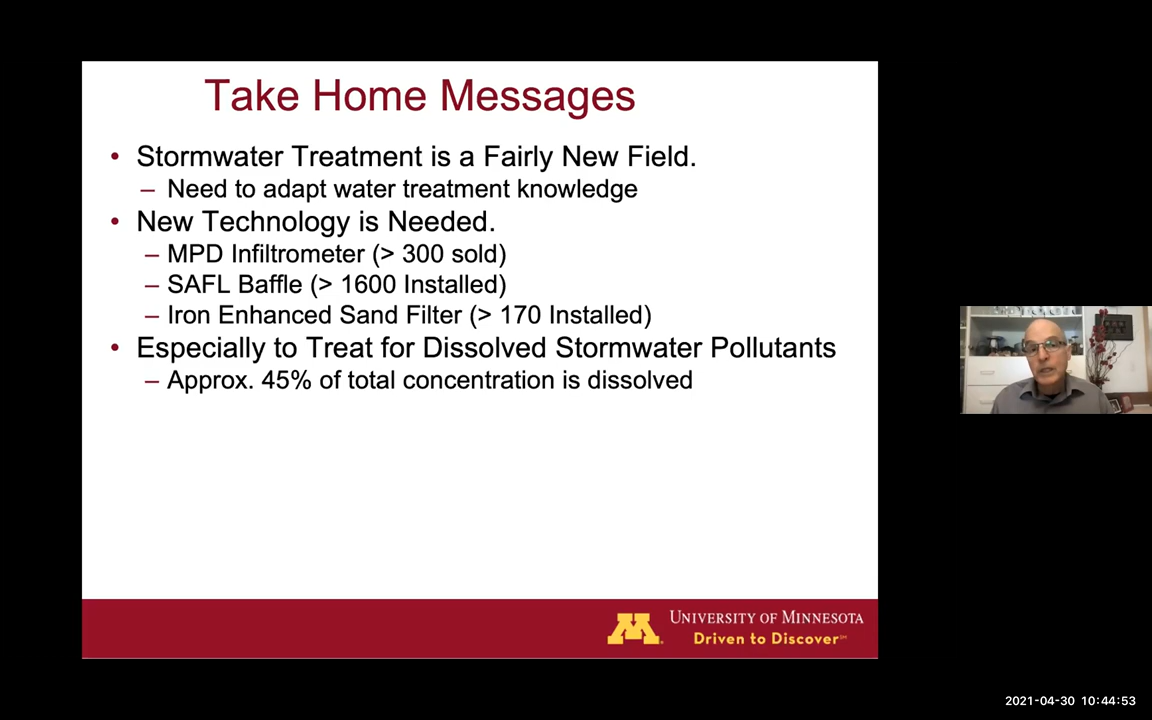 Take Home Messages
• Stormwater Treatment is a Fairly New Field.
– Need to adapt water treatment knowledge
• New Technology is Needed.
– MPD Infiltrometer (> 300 sold)
– SAFL Baffle (> 1600 Installed)
– Iron Enhanced Sand Filter (> 170 Installed)
• Especially to Treat for Dissolved Stormwater Pollutants
– Approx. 45% of total concentration is dissolved
M
UNIVERSITY OF MINNESOTA
Driven to Discover℠
2021-04-30 10:44:53